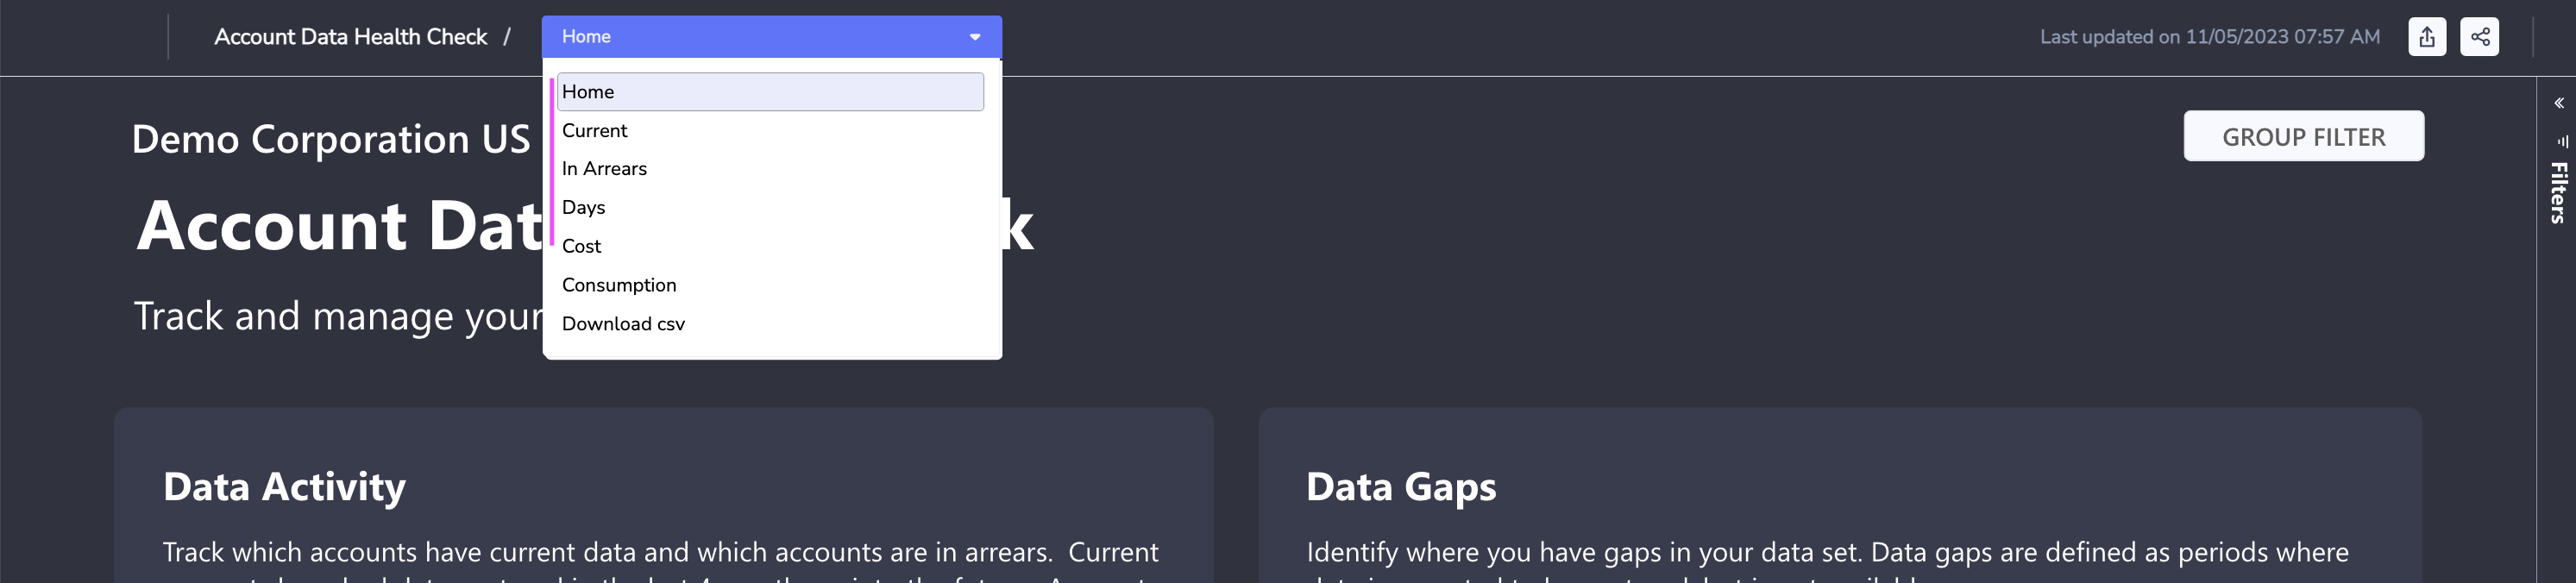 Account Data Health Check /
Home
Last updated on 11/05/2023 07:57 AM
Home
Current
In Arrears
Days
Cost
Consumption
Download csv
Demo Corporation US
GROUP FILTER
Filters
Account
Track and manage your
Data Activity
Track which accounts have current data and which accounts are in arrears. Current
Data Gaps
Identify where you have gaps in your data set. Data gaps are defined as periods where